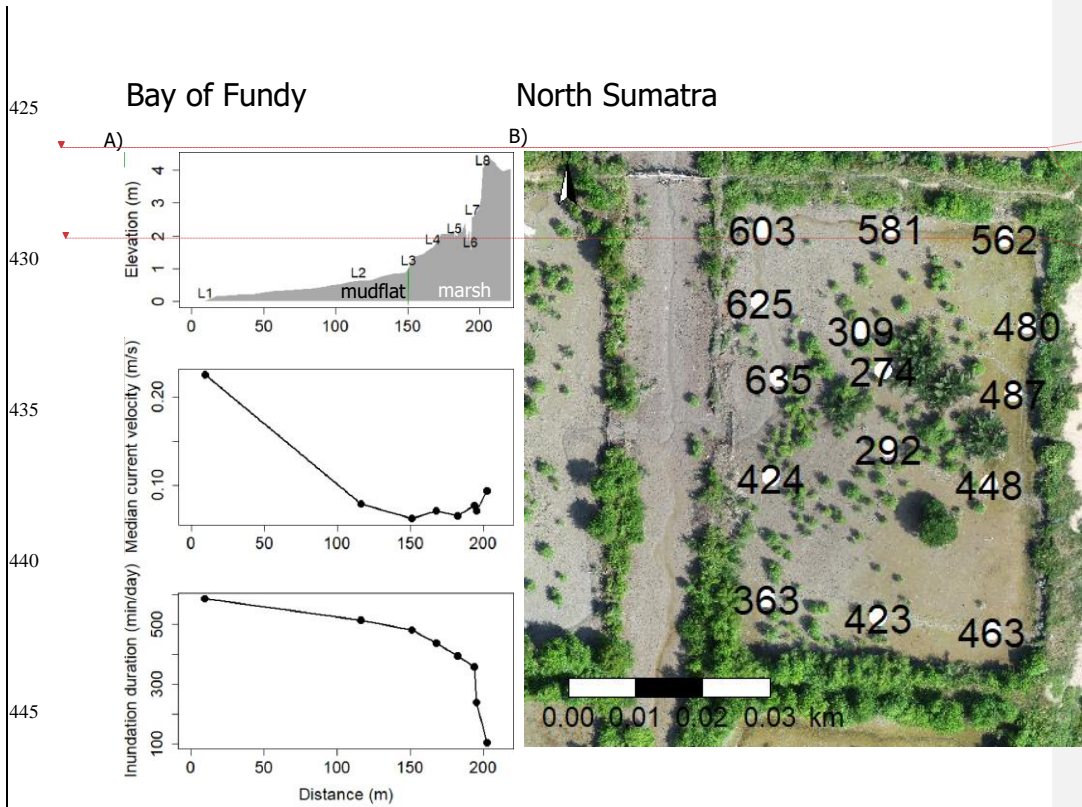 425
430
435
440
445
Bay of Fundy
North Sumatra
A)
B)
Elevation (m)
4
3
2
1
0
L1
L2
L3
L4
L5
L6
L7
L8
mudflat
marsh
0 50 100 150 200
Median current velocity (m/s)
0.20
0.10
0 50 100 150 200
Inundation duration (min/day)
500
300
100
0 50 100 150 200
Distance (m)
603 581 562
625 309 480
635 274 487
424 292 448
363 423 463
0.00 0.01 0.02 0.03 km